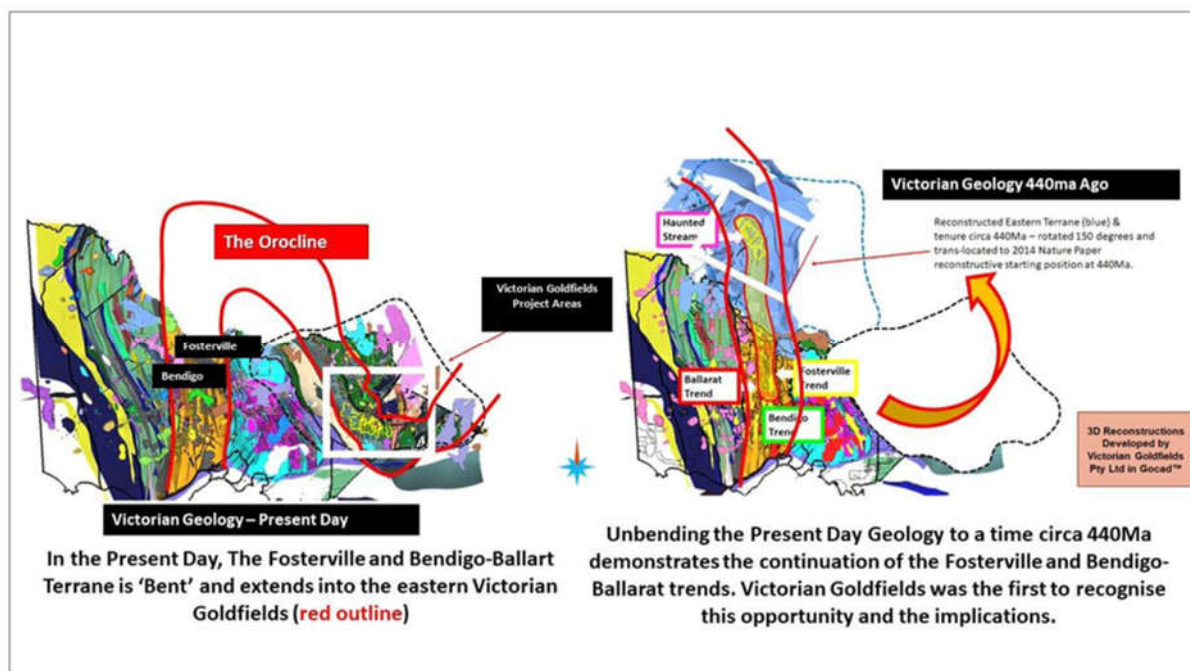 The Orocline
Victorian Goldfields
Project Areas
Fosterville
Bendigo
Victorian Geology – Present Day
In the Present Day, The Fosterville and Bendigo-Ballart
Terrane is ‘Bent’ and extends into the eastern Victorian
Goldfields (red outline)
Victorian Geology 440ma Ago
Reconstructed Eastern Terrane (blue) &
tenure circa 440Ma – rotated 150 degrees and
trans-located to 2014 Nature Paper
reconstructive starting position at 440Ma.
Haunted
Stream
Ballarat
Trend
Fosterville
Trend
Bendigo
Trend
3D Reconstructions
Developed by
Victorian Goldfields
Pty Ltd in Gocad™
Unbending the Present Day Geology to a time circa 440Ma
demonstrates the continuation of the Fosterville and Bendigo-
Ballarat trends. Victorian Goldfields was the first to recognise
this opportunity and the implications.